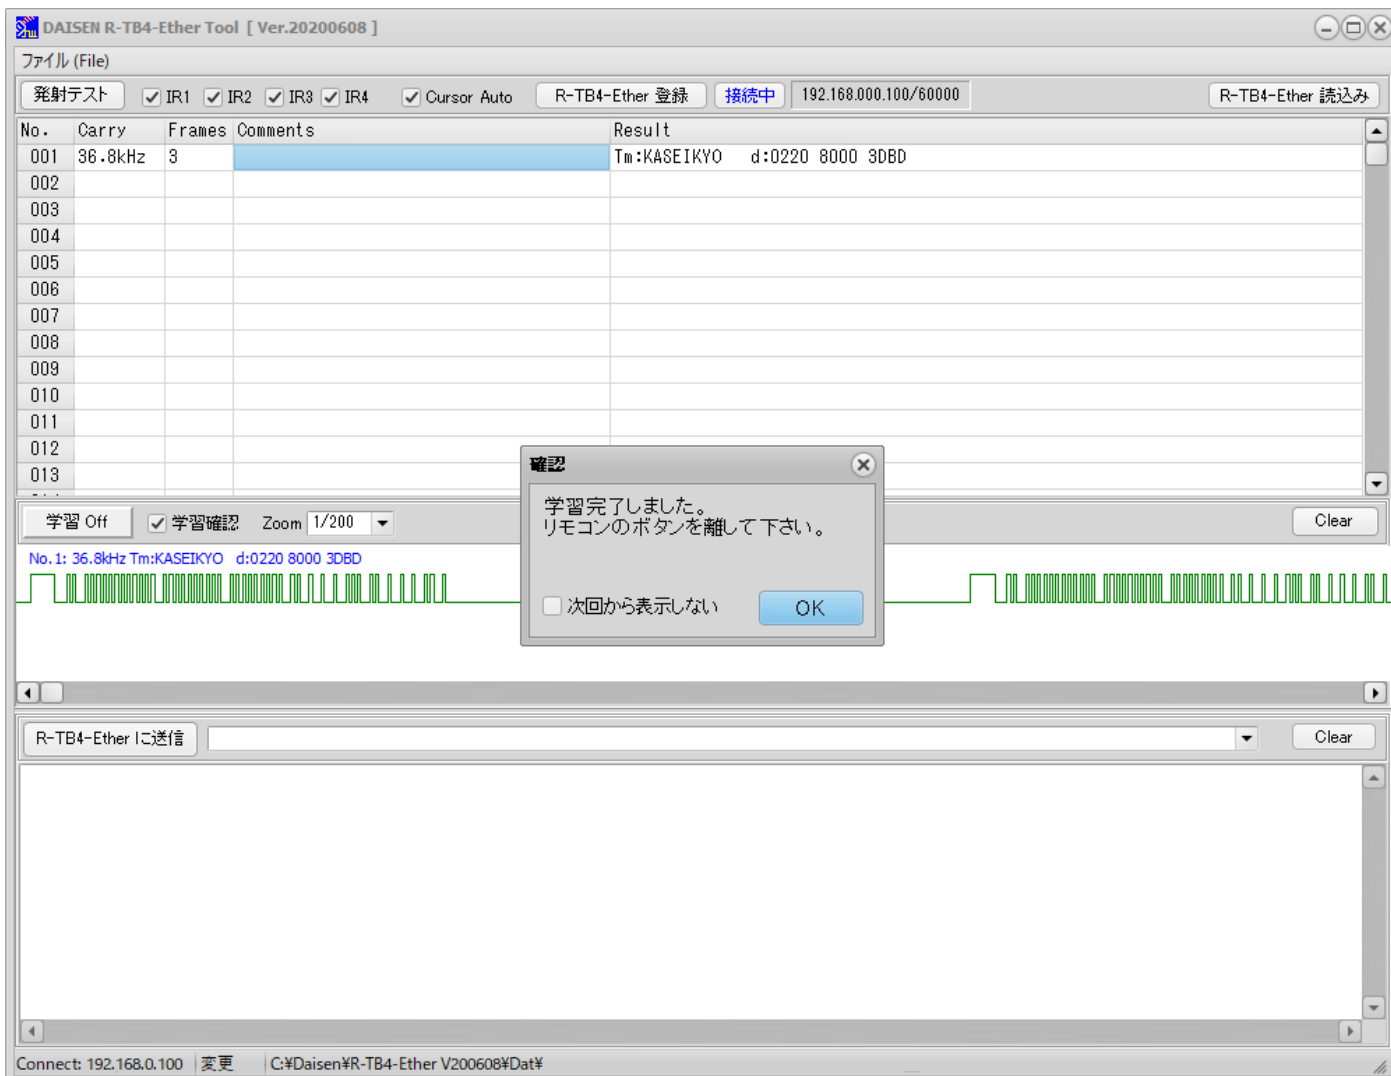 DAISEN R-TB4-Ether Tool [ Ver.20200608 ]
ファイル (File)
発射テスト IR1 IR2 IR3 IR4 Cursor Auto R-TB4-Ether 登録 接続中 192.168.000.100/60000 R-TB4-Ether 読込み
No. Carry Frames Comments Result
001 36.8kHz 3 Tm:KASEIKYO d:0220 8000 3DBD
002
003
004
005
006
007
008
009
010
011
012
013
確認
学習完了しました。
リモコンのボタンを離して下さい。
次回から表示しない OK
学習 Off 学習確認 Zoom 1/200 Clear
No.1: 36.8kHz Tm:KASEIKYO d:0220 8000 3DBD
R-TB4-Ether に送信 Clear
Connect: 192.168.0.100 変更 C:¥Daisen¥R-TB4-Ether V200608¥Dat¥